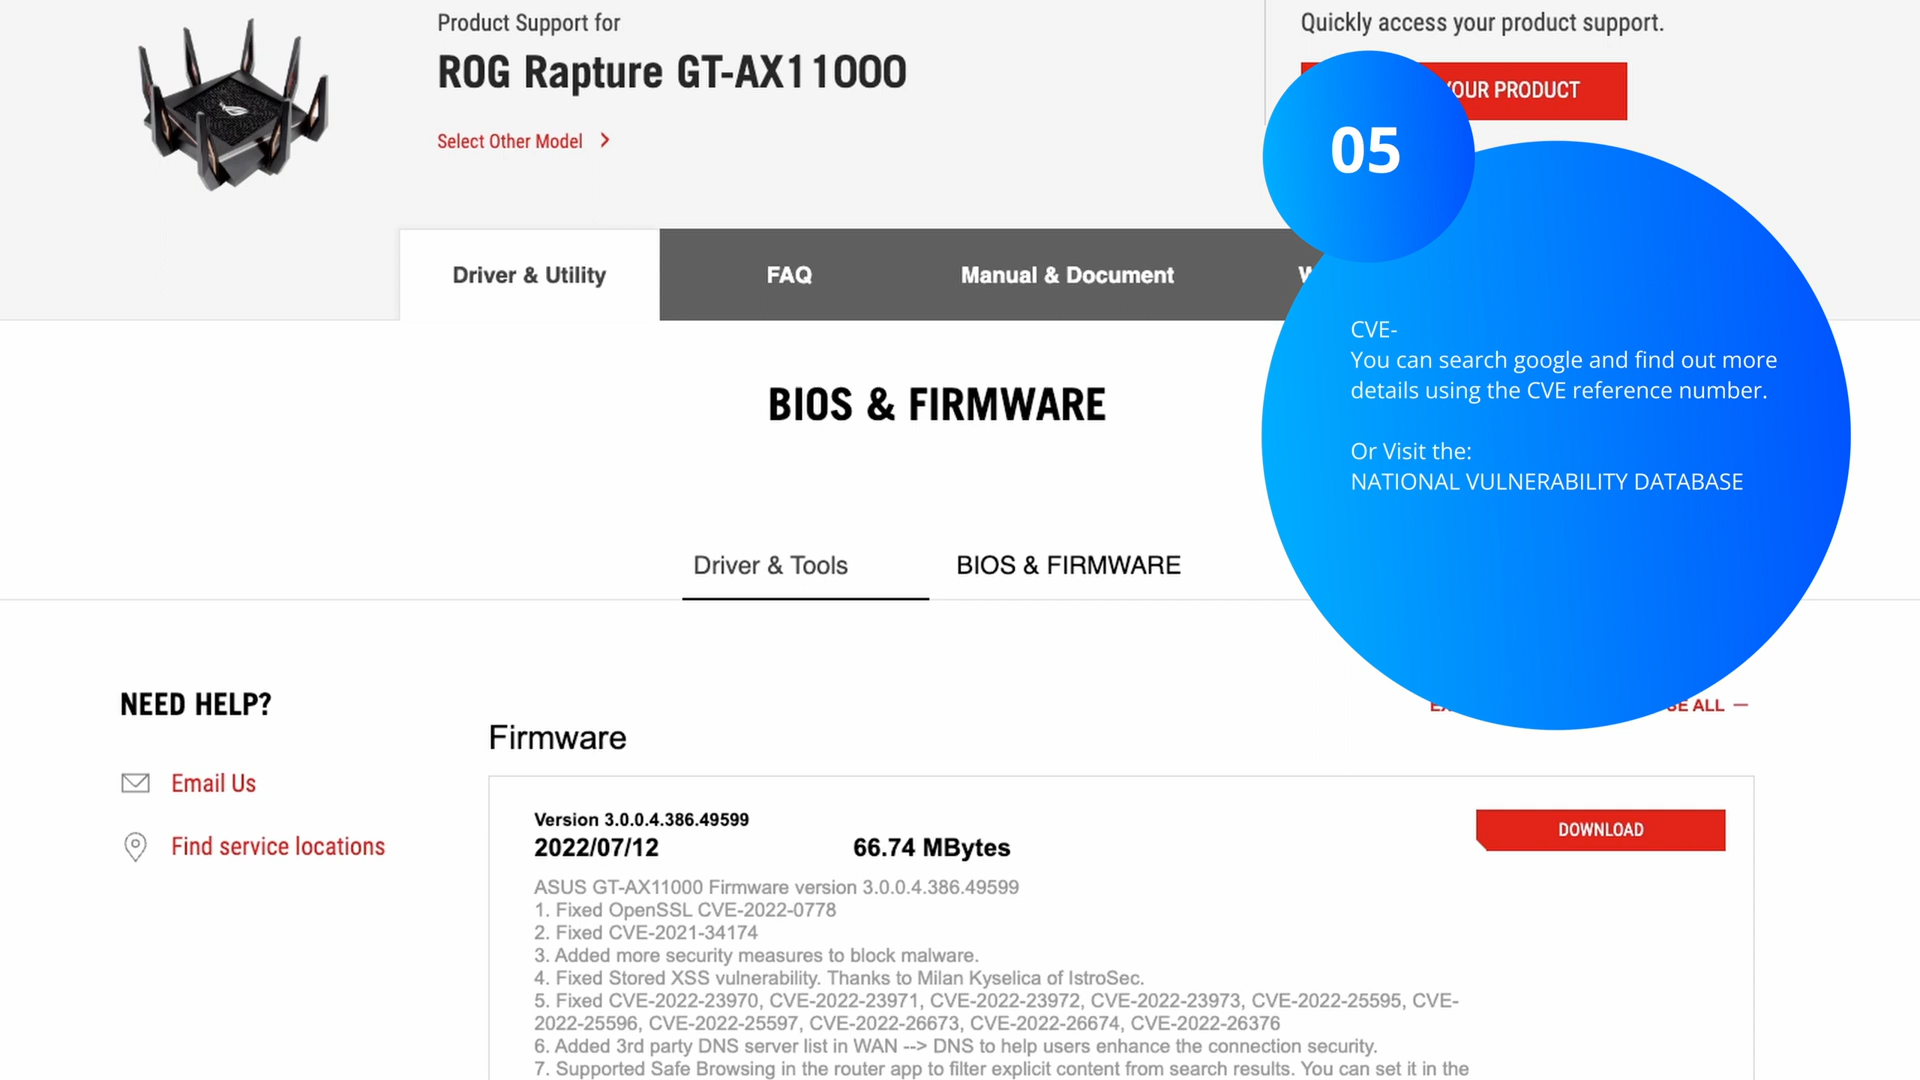 Product Support for
ROG Rapture GT-AX11000
Select Other Model
Quickly access your product support.
YOUR PRODUCT
05
Driver & Utility
FAQ
Manual & Document
CVE-
You can search google and find out more
details using the CVE reference number.
Or Visit the:
NATIONAL VULNERABILITY DATABASE
BIOS & FIRMWARE
Driver & Tools
BIOS & FIRMWARE
NEED HELP?
Email Us
Find service locations
ALL
Firmware
Version 3.0.0.4.386.49599
2022/07/12
66.74 MBytes
DOWNLOAD
ASUS GT-AX11000 Firmware version 3.0.0.4.386.49599
1. Fixed OpenSSL CVE-2022-0778
2. Fixed CVE-2021-34174
3. Added more security measures to block malware.
4. Fixed Stored XSS vulnerability. Thanks to Milan Kyselica of IstroSec.
5. Fixed CVE-2022-23970, CVE-2022-23971, CVE-2022-23972, CVE-2022-23973, CVE-2022-25595, CVE-
2022-25596, CVE-2022-25597, CVE-2022-26673, CVE-2022-26674, CVE-2022-26376
6. Added 3rd party DNS server list in WAN --> DNS to help users enhance the connection security.
7. Supported Safe Browsing in the router app to filter explicit content from search results. You can set it in the